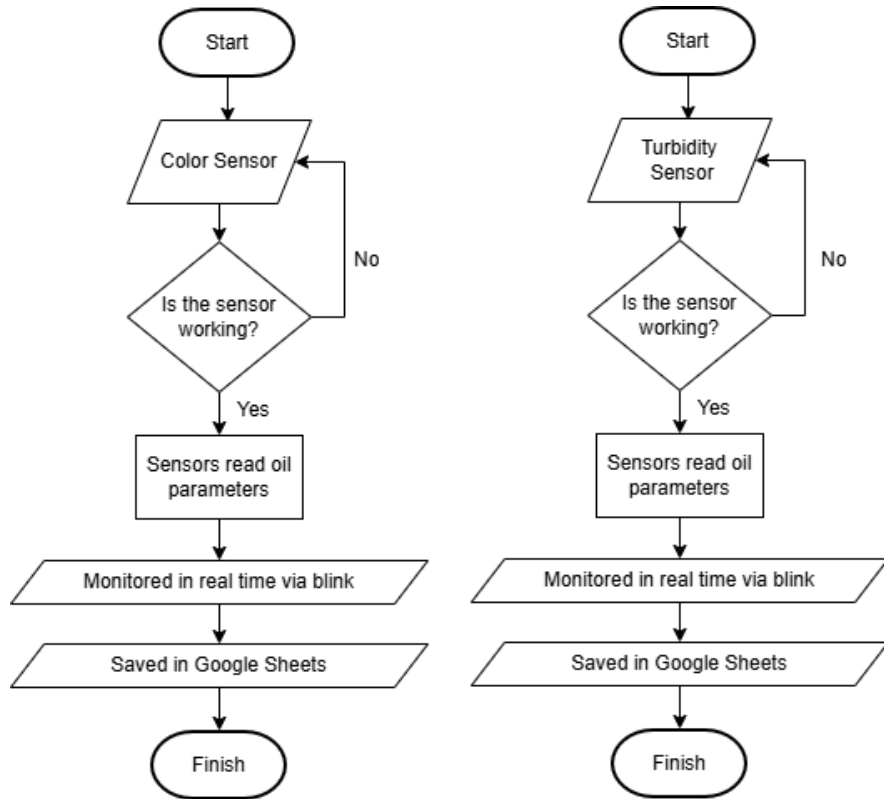 Start
Color Sensor
No
Is the sensor
working?
Yes
Sensors read oil
parameters
Monitored in real time via blink
Saved in Google Sheets
Finish
Start
Turbidity
Sensor
No
Is the sensor
working?
Yes
Sensors read oil
parameters
Monitored in real time via blink
Saved in Google Sheets
Finish